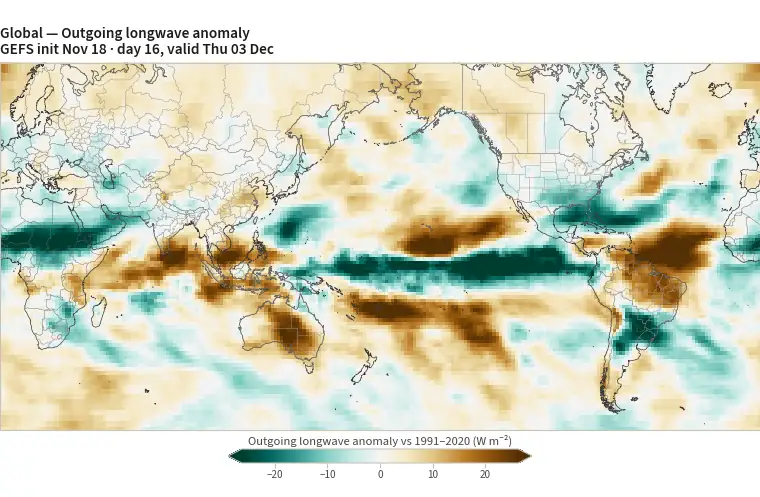 Global — Outgoing longwave anomaly
GEFS init Nov 18 · day 16, valid Thu 03 Dec
Outgoing longwave anomaly vs 1991–2020 (W m⁻²)
−20 −10 0 10 20